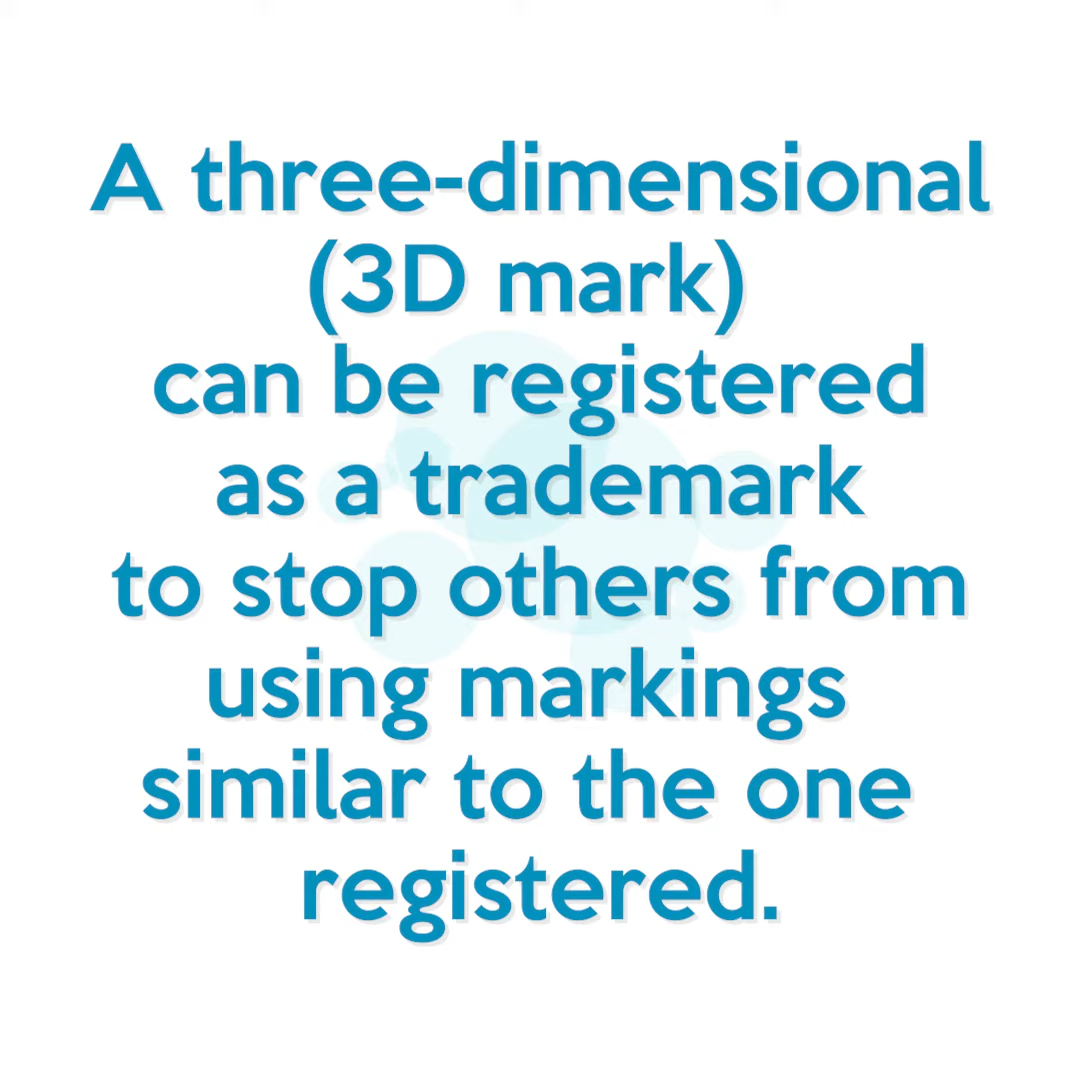 A three-dimensional
(3D mark)
can be registered
as a trademark
to stop others from
using markings
similar to the one
registered.